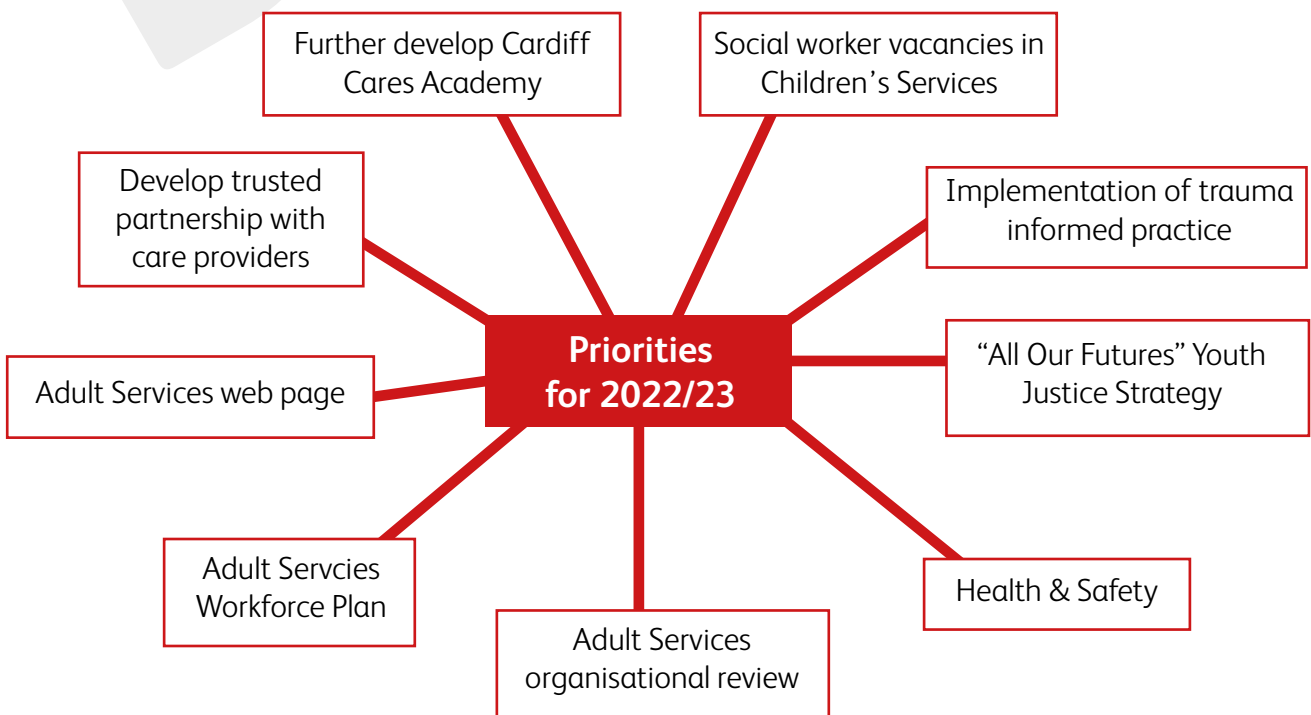 Further develop Cardiff
Cares Academy
Social worker vacancies in
Children’s Services
Develop trusted
partnership with
care providers
Implementation of trauma
informed practice
Priorities
for 2022/23
“All Our Futures” Youth
Justice Strategy
Adult Services web page
Adult Servcies
Workforce Plan
Health & Safety
Adult Services
organisational review